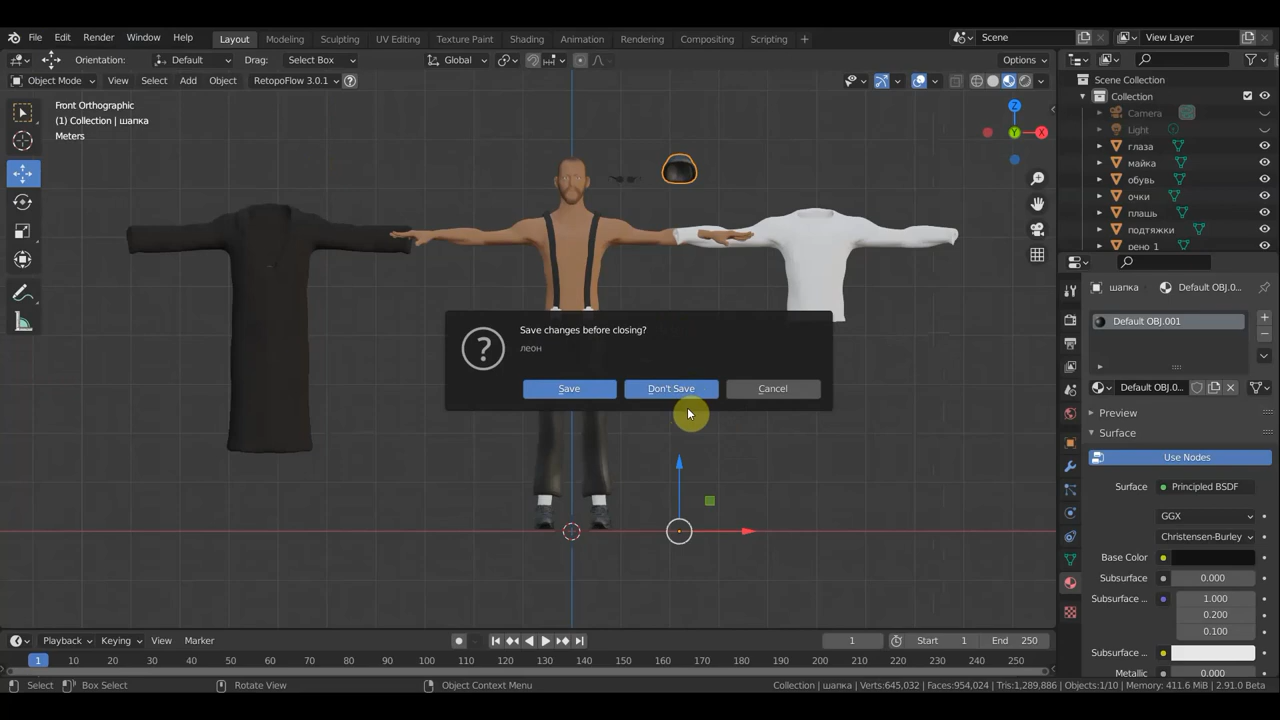 File Edit Render Window Help Layout Modeling Sculpting UV Editing Texture Paint Shading Animation Rendering Compositing Scripting + Scene View Layer
Orientation: Default Drag: Select Box Global Options
Object Mode View Select Add Object RetopoFlow 3.0.1
Front Orthographic
(1) Collection | шапка
Meters
Z
Y
X
Scene Collection
Collection
Camera
Light
глаза
майка
обувь
очки
плашь
подтяжки
рено 1
шапка Default OBJ.0...
Default OBJ.001
Default OBJ.0...
Preview
Surface
Use Nodes
Surface Principled BSDF
GGX
Christensen-Burley
Base Color
Subsurface 0.000
Subsurface ... 1.000
0.200
0.100
Subsurface ...
Metallic 0.000
Save changes before closing?
леон
Save Don't Save Cancel
Playback Keying View Marker 1 Start 1 End 250
1 10 20 30 40 50 60 70 80 90 100 110 120 130 140 150 160 170 180 190 200 210 220 230 240 250
Select Box Select Rotate View Object Context Menu Collection | шапка | Verts:645,032 | Faces:954,024 | Tris:1,289,886 | Objects:1/10 | Memory: 411.6 MiB | 2.91.0 Beta